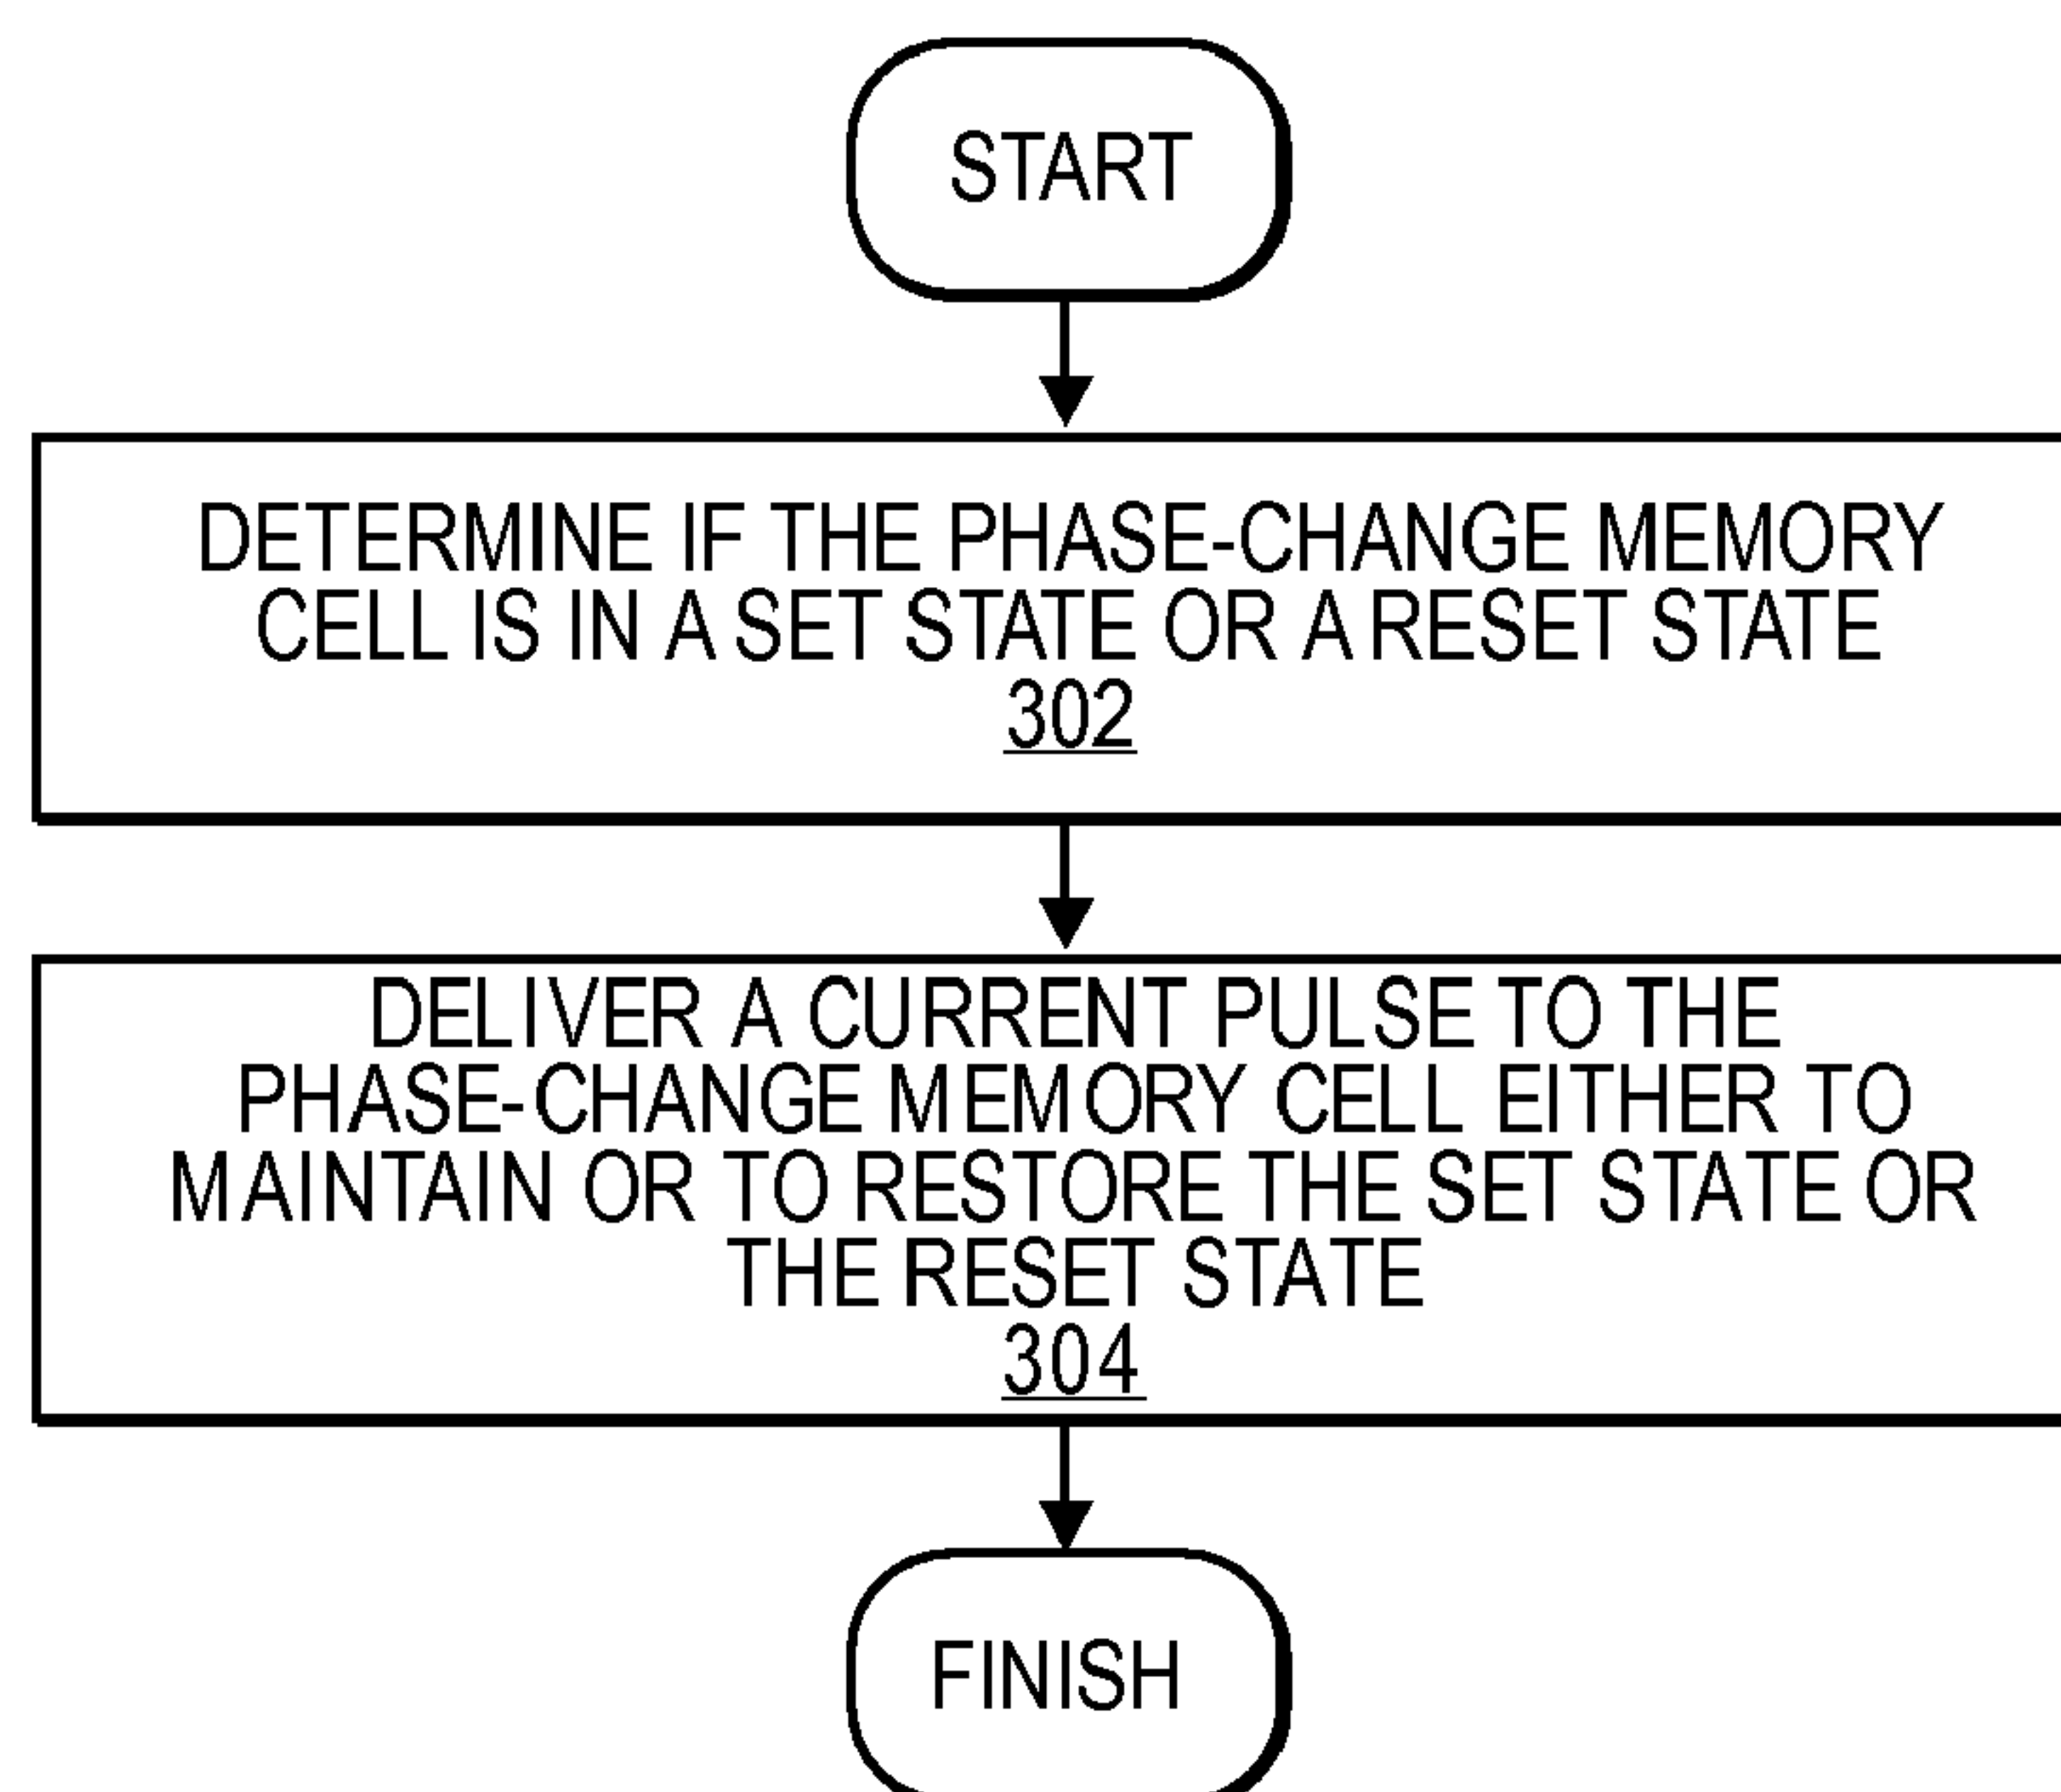 START
DETERMINE IF THE PHASE-CHANGE MEMORY
CELL IS IN A SET STATE OR A RESET STATE
302
DELIVER A CURRENT PULSE TO THE
PHASE-CHANGE MEMORY CELL EITHER TO
MAINTAIN OR TO RESTORE THE SET STATE OR
THE RESET STATE
304
FINISH